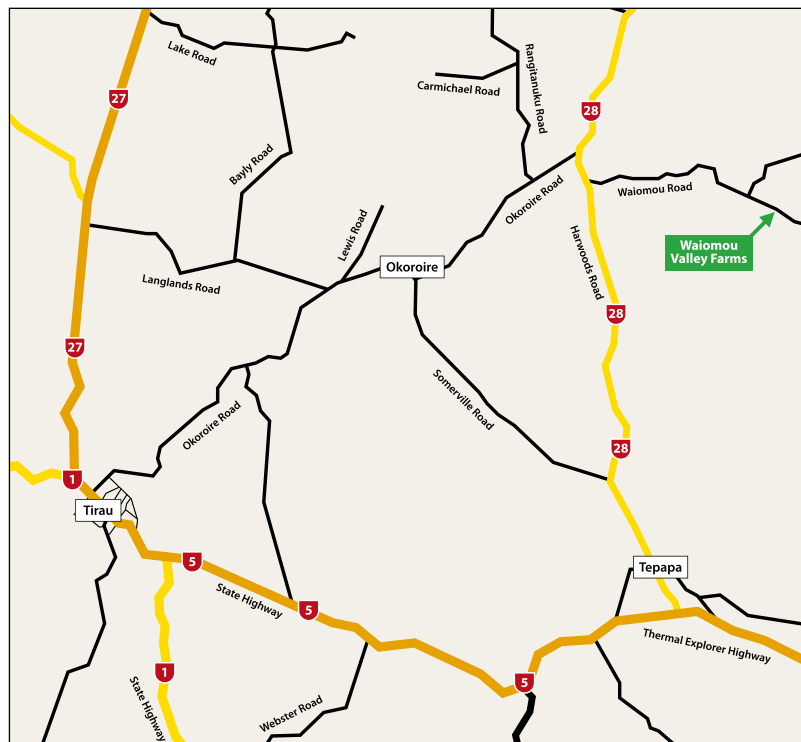 Lake Road
27
Carmichael Road
Rangitanuku Road
28
Bayly Road
Okoroire Road
Waiomou Road
Lewis Road
Harwoods Road
Waiomou
Valley Farms
Okoroire
Langlands Road
28
27
Somerville Road
Okoroire Road
28
1
Tirau
5
Tepapa
State Highway
5
Thermal Explorer Highway
1
5
State Highway
Webster Road